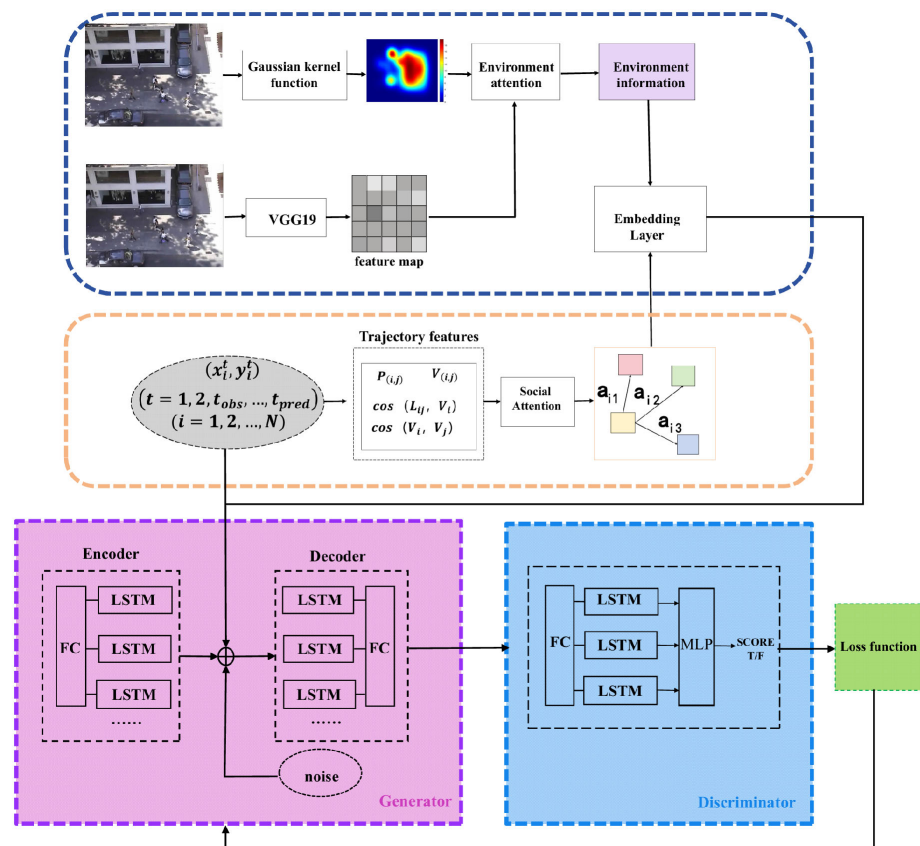 Gaussian kernel
function
Environment
attention
Environment
information
VGG19
feature map
Embedding
Layer
Trajectory features
(x_i^t, y_i^t)
(t = 1, 2, t_obs, ..., t_pred)
(i = 1, 2, ..., N)
P_(i,j) V_(i,j)
cos (L_ij, V_i)
cos (V_i, V_j)
Social
Attention
a_i1
a_i2
a_i3
Encoder
FC
LSTM
LSTM
LSTM
......
Decoder
LSTM
LSTM
LSTM
......
FC
noise
Generator
FC
LSTM
LSTM
LSTM
MLP
SCORE
T/F
Discriminator
Loss function